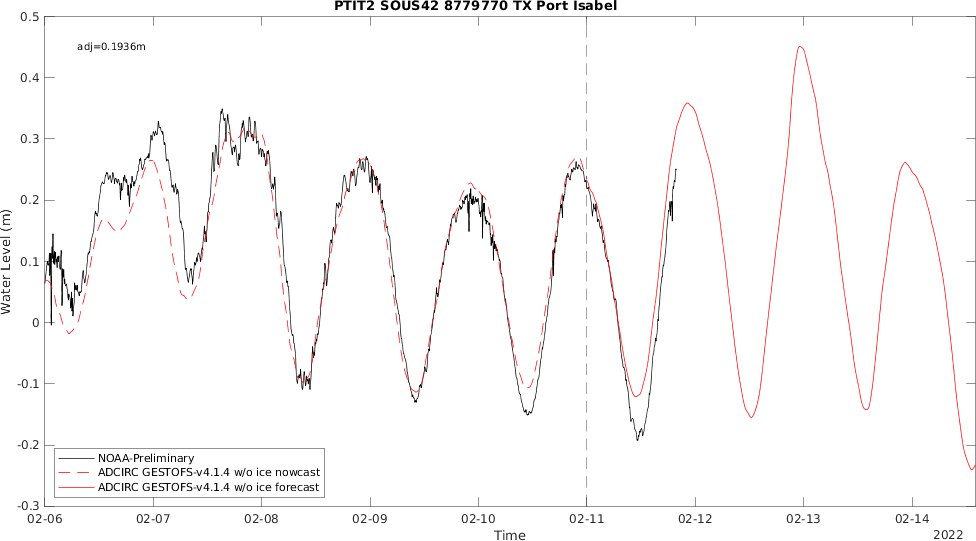 PTIT2 SOUS42 8779770 TX Port Isabel
adj=0.1936m
0.5
0.4
0.3
0.2
0.1
0
-0.1
-0.2
-0.3
Water Level (m)
NOAA-Preliminary
ADCIRC GESTOFS-v4.1.4 w/o ice nowcast
ADCIRC GESTOFS-v4.1.4 w/o ice forecast
02-06 02-07 02-08 02-09 02-10 02-11 02-12 02-13 02-14
Time
2022